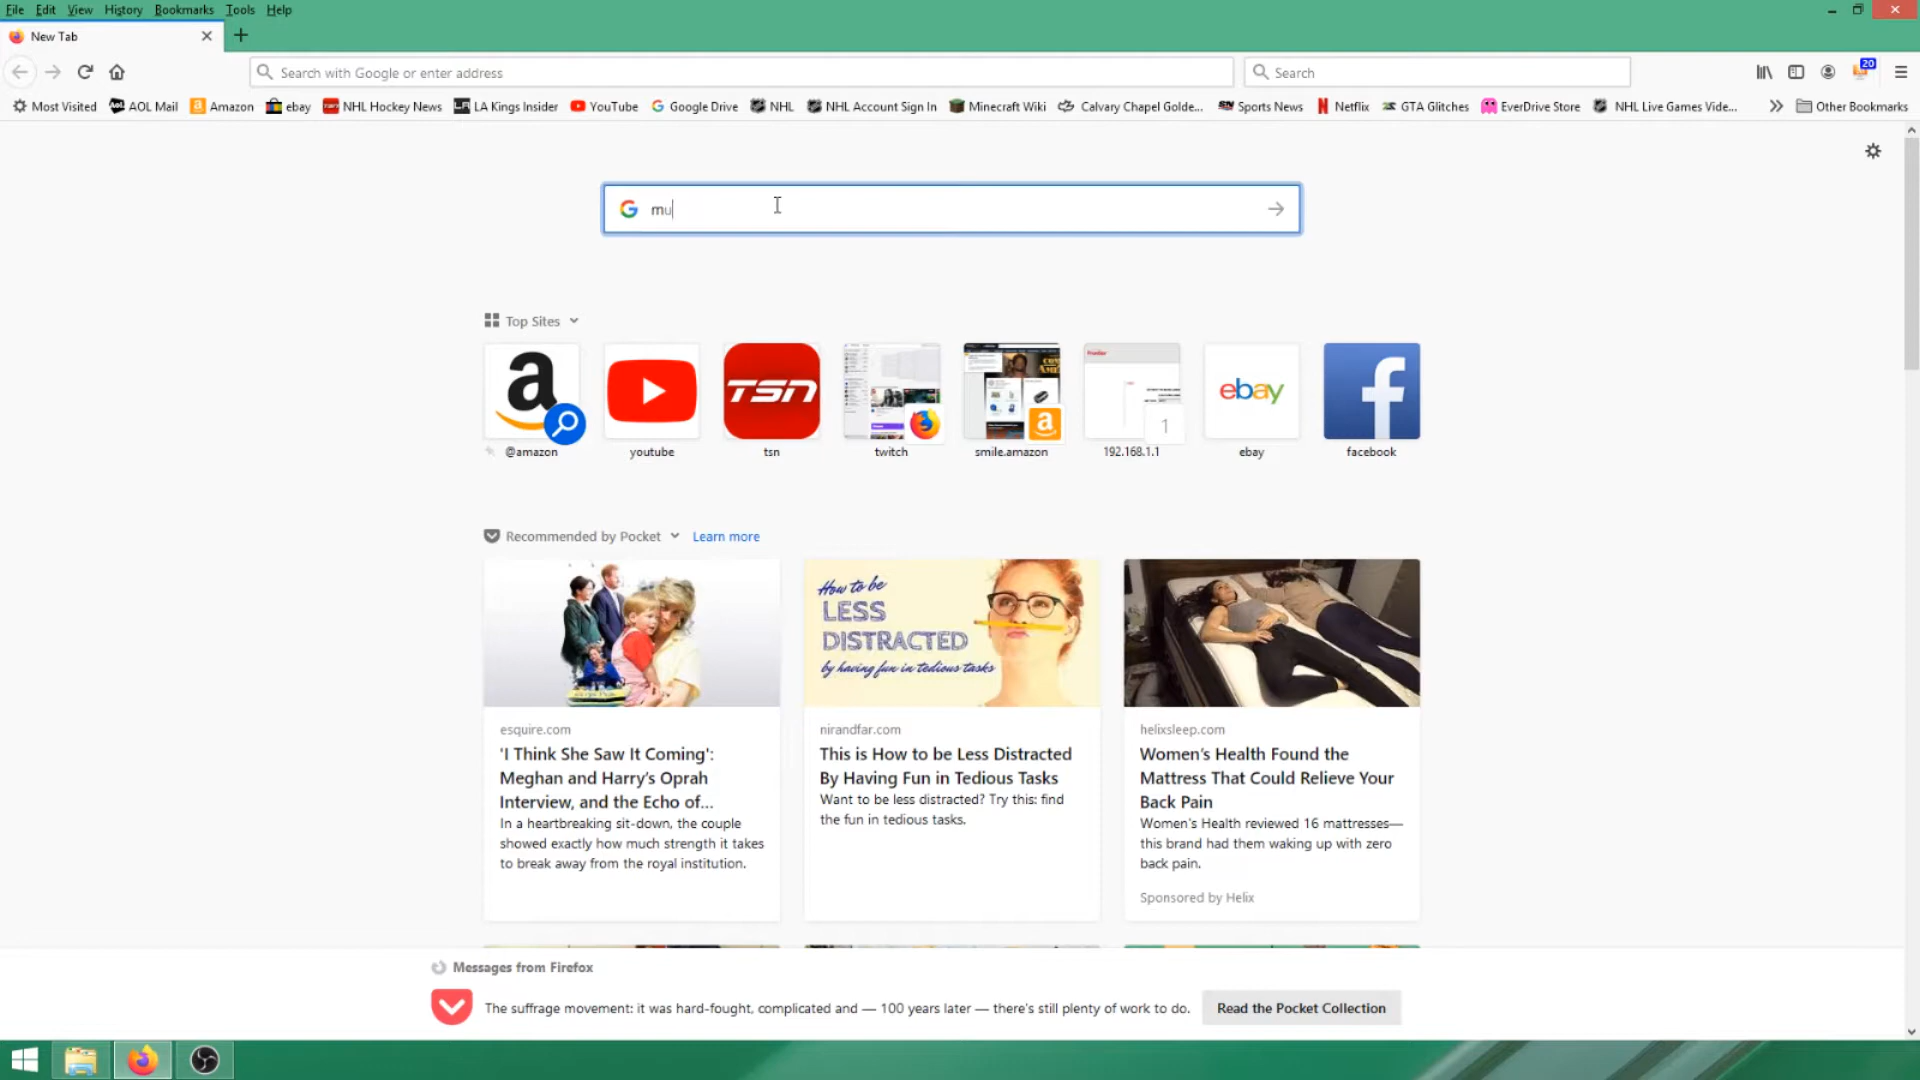 File Edit View History Bookmarks Tools Help
New Tab
Search with Google or enter address
Search
20
Most Visited AOL Mail Amazon ebay NHL Hockey News LA Kings Insider YouTube Google Drive NHL NHL Account Sign In Minecraft Wiki Calvary Chapel Golde... Sports News Netflix GTA Glitches EverDrive Store NHL Live Games Vide... Other Bookmarks
mu
Top Sites
TSN
ebay
1
@amazon youtube tsn twitch smile.amazon 192.168.1.1 ebay facebook
Recommended by Pocket Learn more
How to be
LESS
DISTRACTED
by having fun in tedious tasks
esquire.com
'I Think She Saw It Coming':
Meghan and Harry's Oprah
Interview, and the Echo of...
In a heartbreaking sit-down, the couple
showed exactly how much strength it takes
to break away from the royal institution.
nirandfar.com
This is How to be Less Distracted
By Having Fun in Tedious Tasks
Want to be less distracted? Try this: find
the fun in tedious tasks.
helixsleep.com
Women's Health Found the
Mattress That Could Relieve Your
Back Pain
Women's Health reviewed 16 mattresses—
this brand had them waking up with zero
back pain.
Sponsored by Helix
Messages from Firefox
The suffrage movement: it was hard-fought, complicated and — 100 years later — there's still plenty of work to do. Read the Pocket Collection